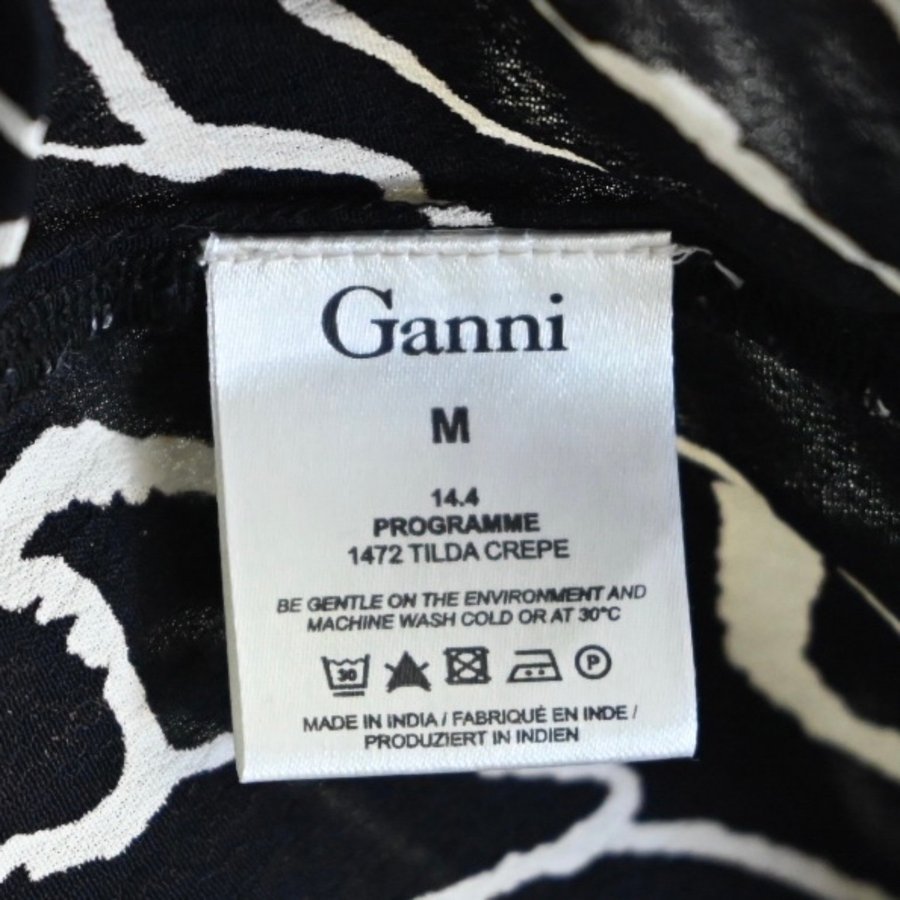 Ganni
M
14.4
PROGRAMME
1472 TILDA CREPE
BE GENTLE ON THE ENVIRONMENT AND
MACHINE WASH COLD OR AT 30°C
30
P
MADE IN INDIA / FABRIQUÉ EN INDE /
PRODUZIERT IN INDIEN